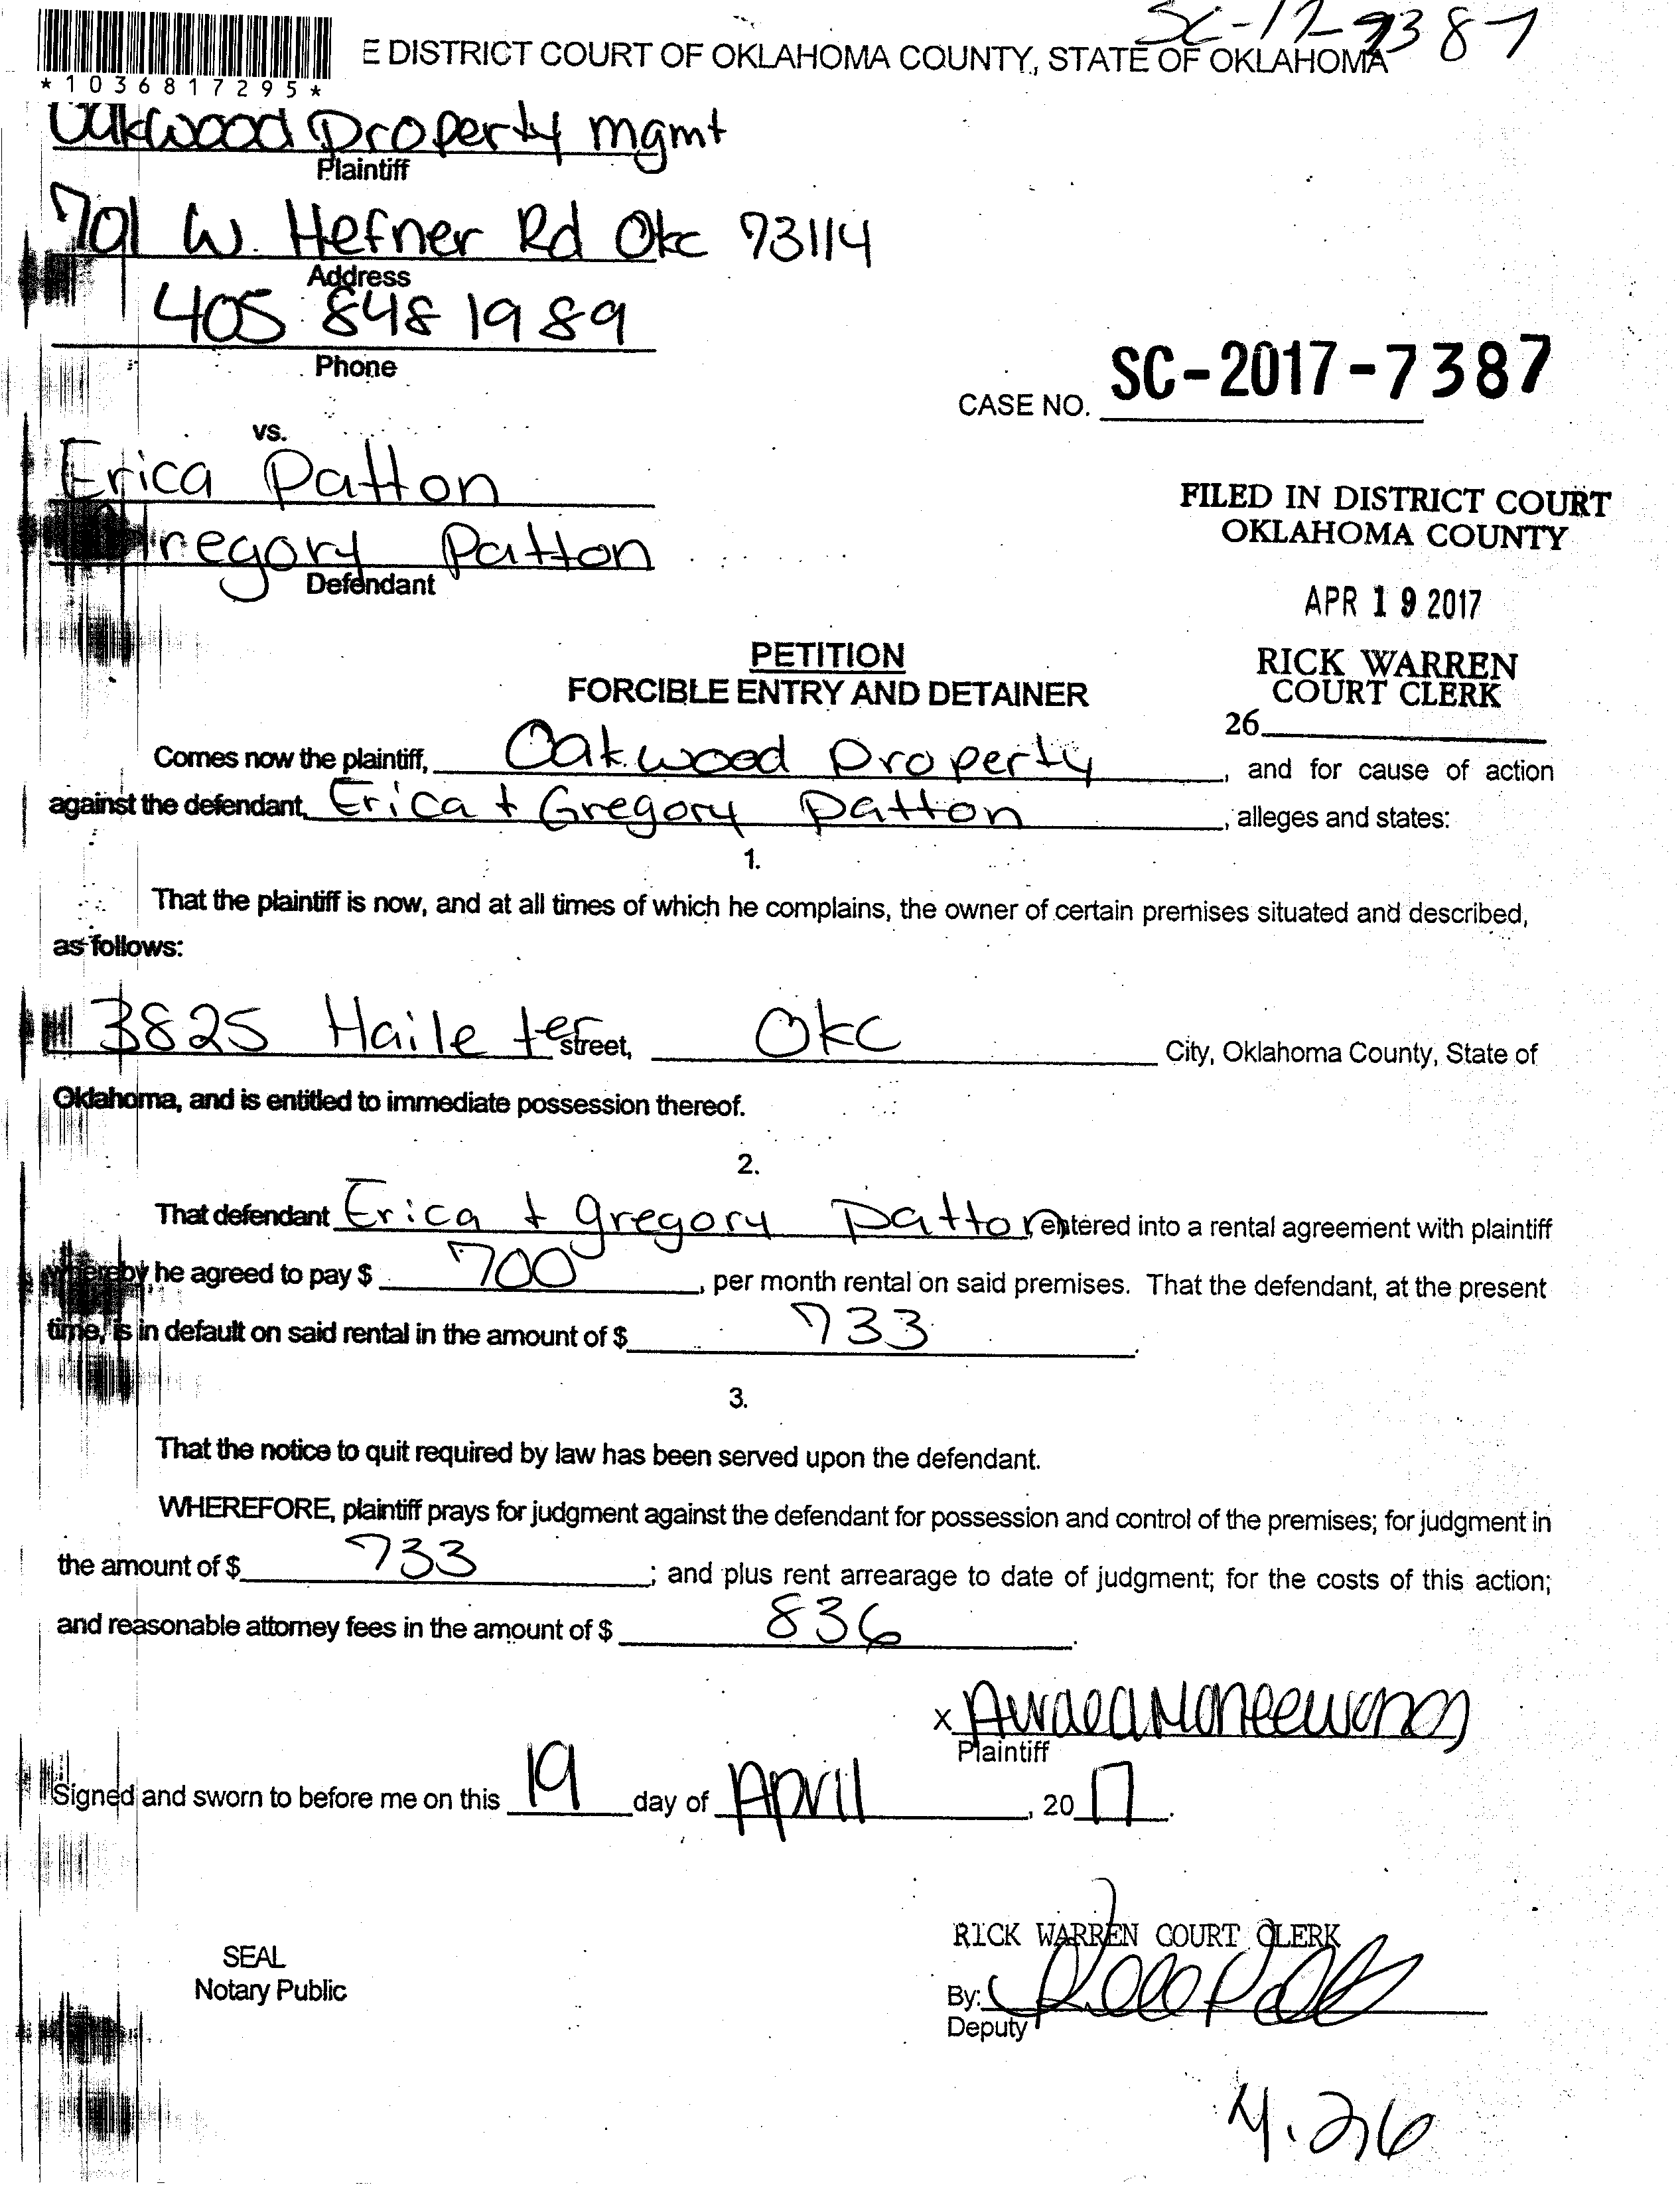 SC-17-7387
E DISTRICT COURT OF OKLAHOMA COUNTY, STATE OF OKLAHOMA
*1036817295*
Oakwood Property mgmt
Plaintiff
701 W. Hefner Rd Okc 73114
Address
405 848 1989
Phone
CASE NO. SC-2017-7387
vs.
Erica Patton
Gregory Patton
Defendant
FILED IN DISTRICT COURT
OKLAHOMA COUNTY
APR 19 2017
RICK WARREN
COURT CLERK
26
PETITION
FORCIBLE ENTRY AND DETAINER
Comes now the plaintiff, Oakwood Property, and for cause of action
against the defendant, Erica + Gregory Patton, alleges and states:
1.
That the plaintiff is now, and at all times of which he complains, the owner of certain premises situated and described,
as follows:
3825 Haile ter street, Okc City, Oklahoma County, State of
Oklahoma, and is entitled to immediate possession thereof.
2.
That defendant Erica + Gregory Patton, entered into a rental agreement with plaintiff
whereby, he agreed to pay $ 700, per month rental on said premises. That the defendant, at the present
time, is in default on said rental in the amount of $ 733.
3.
That the notice to quit required by law has been served upon the defendant.
WHEREFORE, plaintiff prays for judgment against the defendant for possession and control of the premises; for judgment in
the amount of $ 733; and plus rent arrearage to date of judgment; for the costs of this action;
and reasonable attorney fees in the amount of $ 836.
x
Plaintiff
Signed and sworn to before me on this 19 day of April, 2017.
RICK WARREN COURT CLERK
SEAL
Notary Public
By:
Deputy
4.26